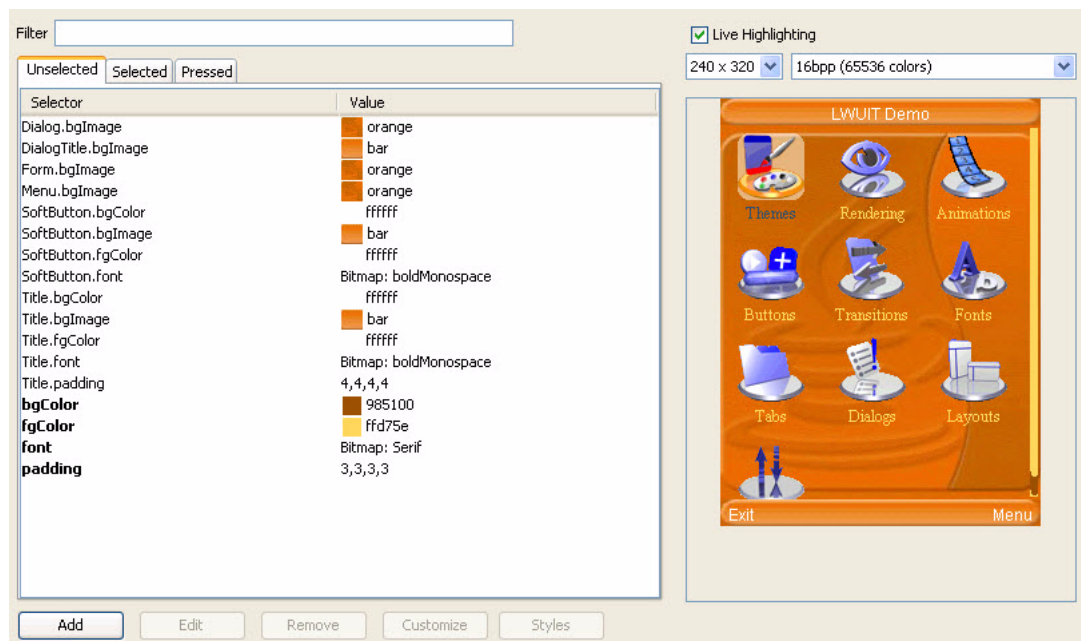 Filter
Live Highlighting
Unselected Selected Pressed
240 x 320 16bpp (65536 colors)
Selector Value
Dialog.bgImage orange
DialogTitle.bgImage bar
Form.bgImage orange
Menu.bgImage orange
SoftButton.bgColor ffffff
SoftButton.bgImage bar
SoftButton.fgColor ffffff
SoftButton.font Bitmap: boldMonospace
Title.bgColor ffffff
Title.bgImage bar
Title.fgColor ffffff
Title.font Bitmap: boldMonospace
Title.padding 4,4,4,4
bgColor 985100
fgColor ffd75e
font Bitmap: Serif
padding 3,3,3,3
LWUIT Demo
Themes Rendering Animations
Buttons Transitions Fonts
Tabs Dialogs Layouts
Exit Menu
Add Edit Remove Customize Styles